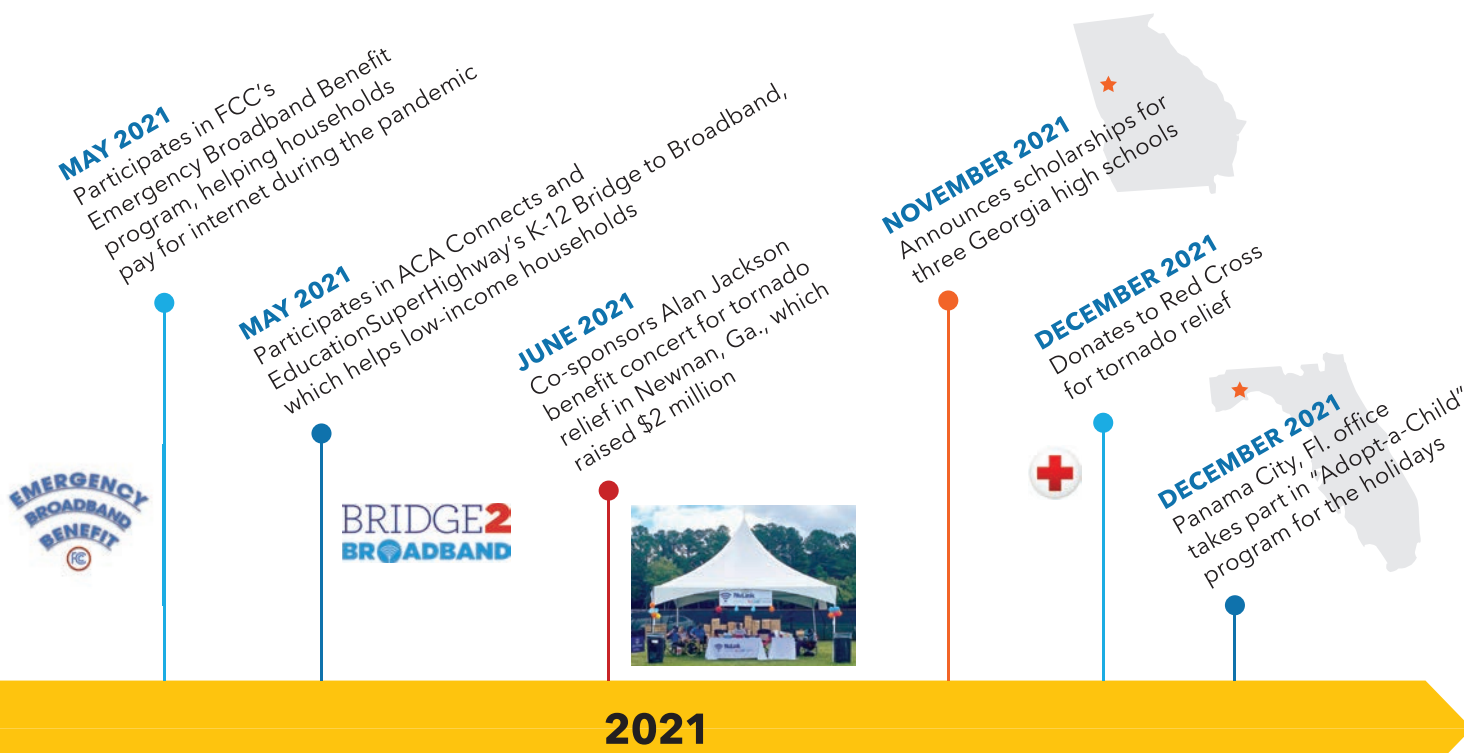 MAY 2021
Participates in FCC's
Emergency Broadband Benefit
program, helping households
pay for internet during the pandemic
EMERGENCY
BROADBAND
BENEFIT
FCC
MAY 2021
Participates in ACA Connects and
EducationSuperHighway's K-12 Bridge to Broadband,
which helps low-income households
BRIDGE2
BROADBAND
JUNE 2021
Co-sponsors Alan Jackson
benefit concert for tornado
relief in Newnan, Ga., which
raised $2 million
NuLink
NuLink
NOVEMBER 2021
Announces scholarships for
three Georgia high schools
DECEMBER 2021
Donates to Red Cross
for tornado relief
DECEMBER 2021
Panama City, Fl. office
takes part in "Adopt-a-Child"
program for the holidays
2021